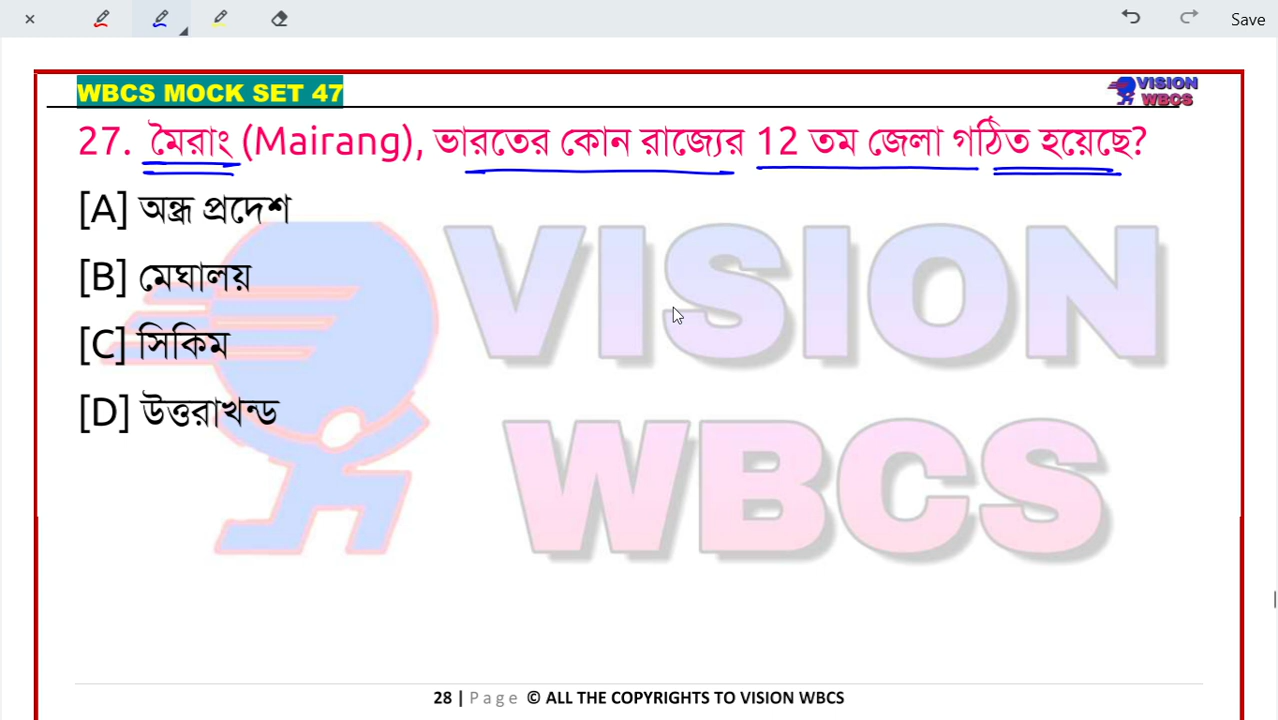 Save
WBCS MOCK SET 47
VISION
WBCS
27. মৈরাং (Mairang), ভারতের কোন রাজ্যের 12 তম জেলা গঠিত হয়েছে?
[A] অন্ধ্র প্রদেশ
[B] মেঘালয়
[C] সিকিম
[D] উত্তরাখন্ড
VISION
WBCS
28 | Page © ALL THE COPYRIGHTS TO VISION WBCS